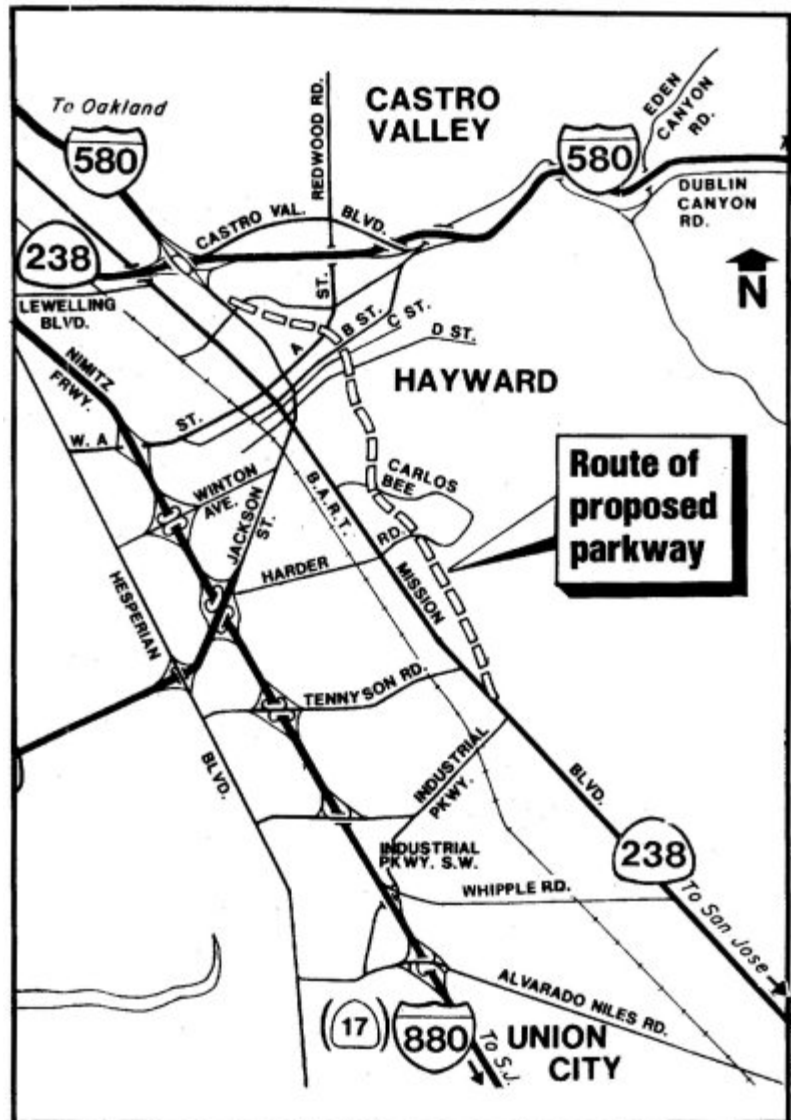 To Oakland
580
CASTRO
VALLEY
REDWOOD RD.
EDEN
CANYON
RD.
580
DUBLIN
CANYON
RD.
CASTRO VAL.
BLVD.
238
LEWELLING
BLVD.
N
ST.
A
B ST.
C ST.
D ST.
NIMITZ
FRWY.
HAYWARD
ST.
W. A
WINTON
AVE.
JACKSON
ST.
B.A.R.T.
CARLOS
BEE
Route of
proposed
parkway
HARDER
RD.
MISSION
HESPERIAN
TENNYSON RD.
BLVD.
INDUSTRIAL
PKWY.
BLVD.
INDUSTRIAL
PKWY. S.W.
238
WHIPPLE RD.
To San Jose
ALVARADO NILES RD.
17
880
To S.J.
UNION
CITY